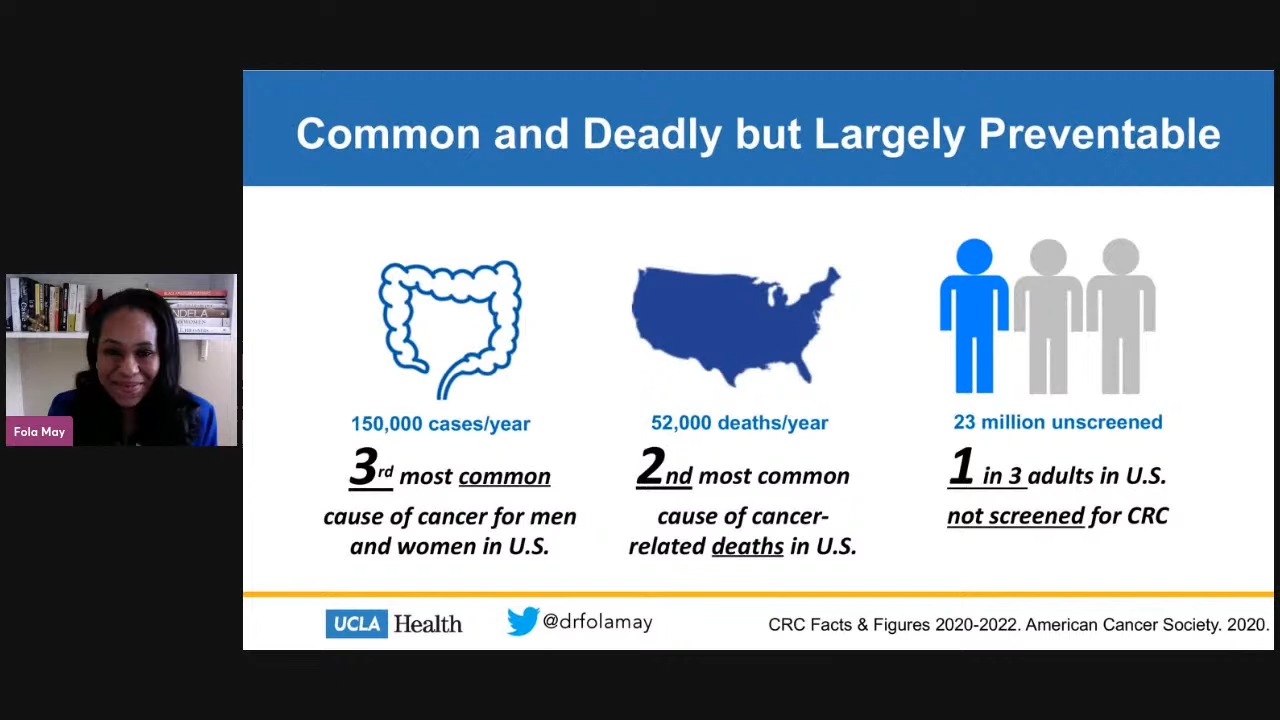 Common and Deadly but Largely Preventable
150,000 cases/year
3rd most common
cause of cancer for men
and women in U.S.
52,000 deaths/year
2nd most common
cause of cancer-
related deaths in U.S.
23 million unscreened
1 in 3 adults in U.S.
not screened for CRC
NDELA
Fola May
UCLA Health
@drfolamay
CRC Facts & Figures 2020-2022. American Cancer Society. 2020.